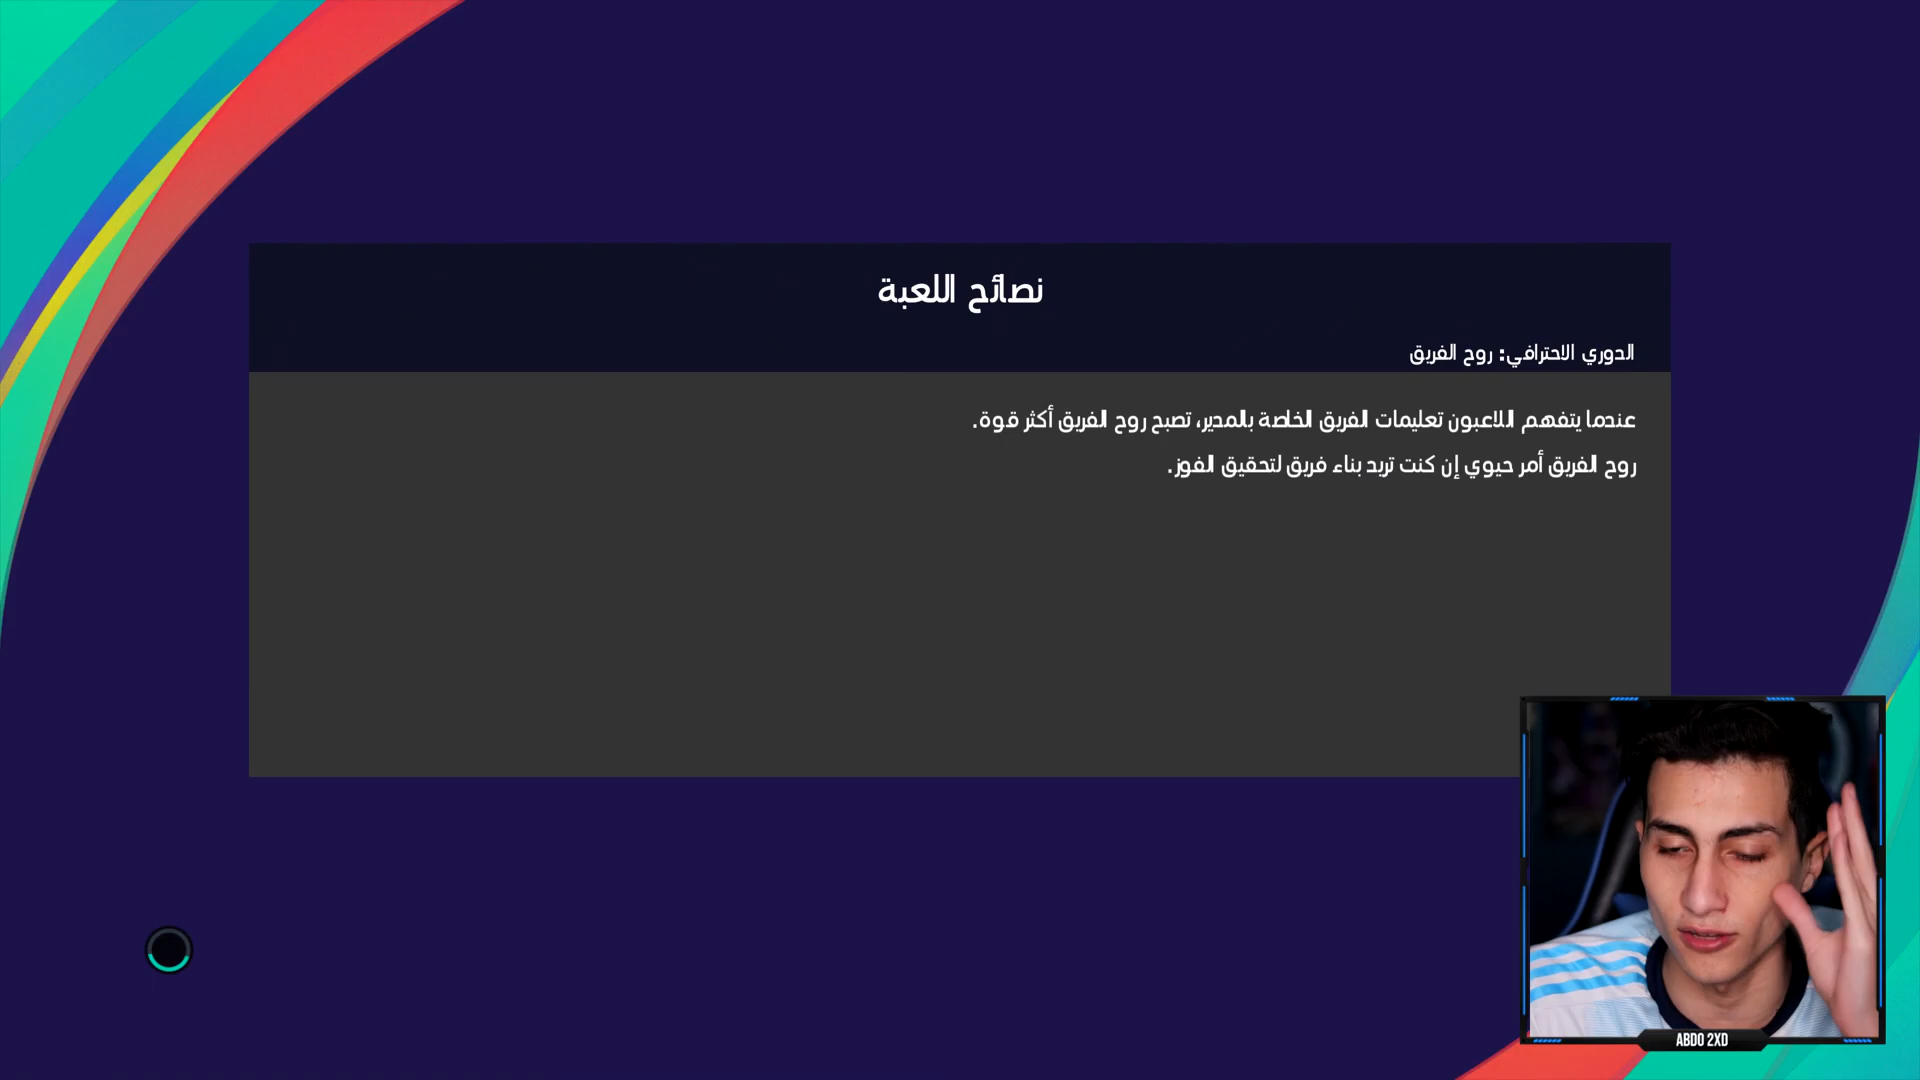 نصائح اللعبة
الدوري الاحترافي: روح الفريق
عندما يتفهم اللاعبون تعليمات الفريق الخاصة بالمدير، تصبح روح الفريق أكثر قوة.
روح الفريق أمر حيوي إن كنت تريد بناء فريق لتحقيق الفوز.
ABDO 2XD